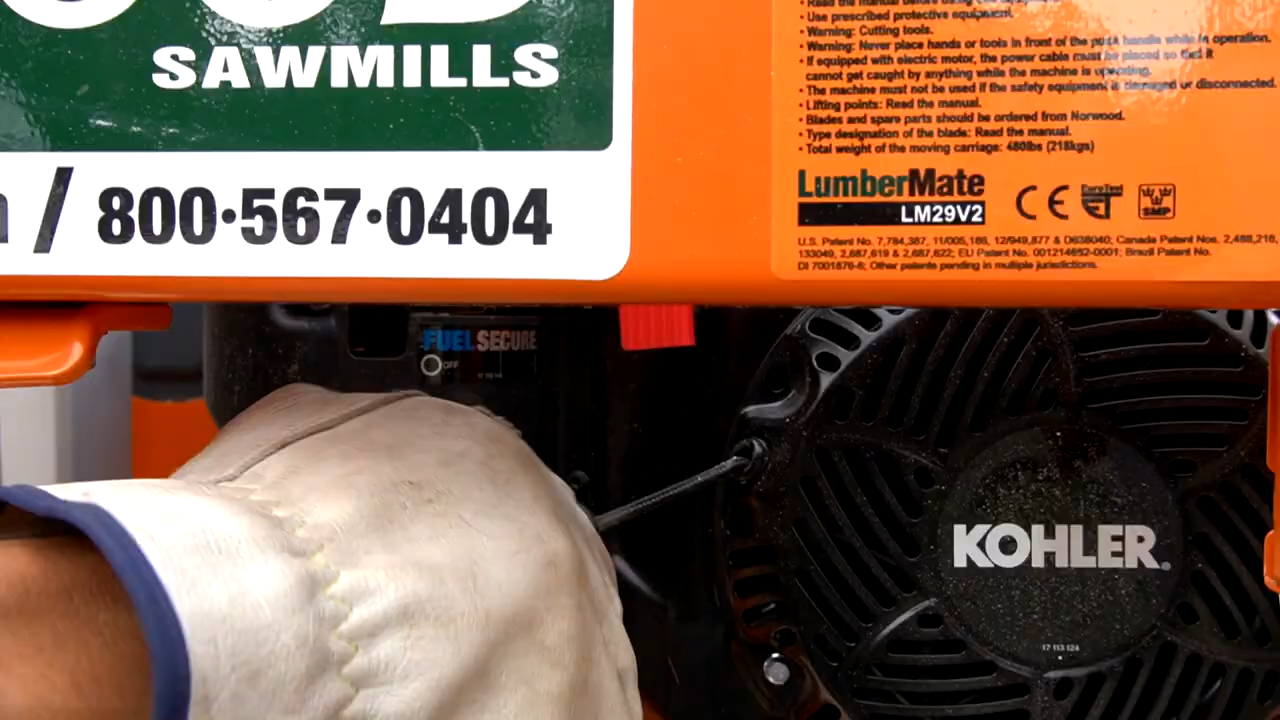 SAWMILLS
/ 800·567·0404
• Use prescribed protective equipment.
• Warning: Cutting tools.
• Warning: Never place hands or tools in front of the push handle while in operation.
• If equipped with electric motor, the power cable must be placed so that it
cannot get caught by anything while the machine is operating.
• The machine must not be used if the safety equipment is damaged or disconnected.
• Lifting points: Read the manual.
• Blades and spare parts should be ordered from Norwood.
• Type designation of the blade: Read the manual.
• Total weight of the moving carriage: 480lbs (218kgs)
LumberMate
LM29V2
CE
EuroTest
SMP
U.S. Patent No. 7,784,387, 11/005,186, 12/949,877 & D638040; Canada Patent Nos. 2,488,216,
133049, 2,687,619 & 2,687,622; EU Patent No. 001214652-0001; Brazil Patent No.
DI 7001876-6; Other patents pending in multiple jurisdictions.
FUEL SECURE
OFF
KOHLER.
17 113 124